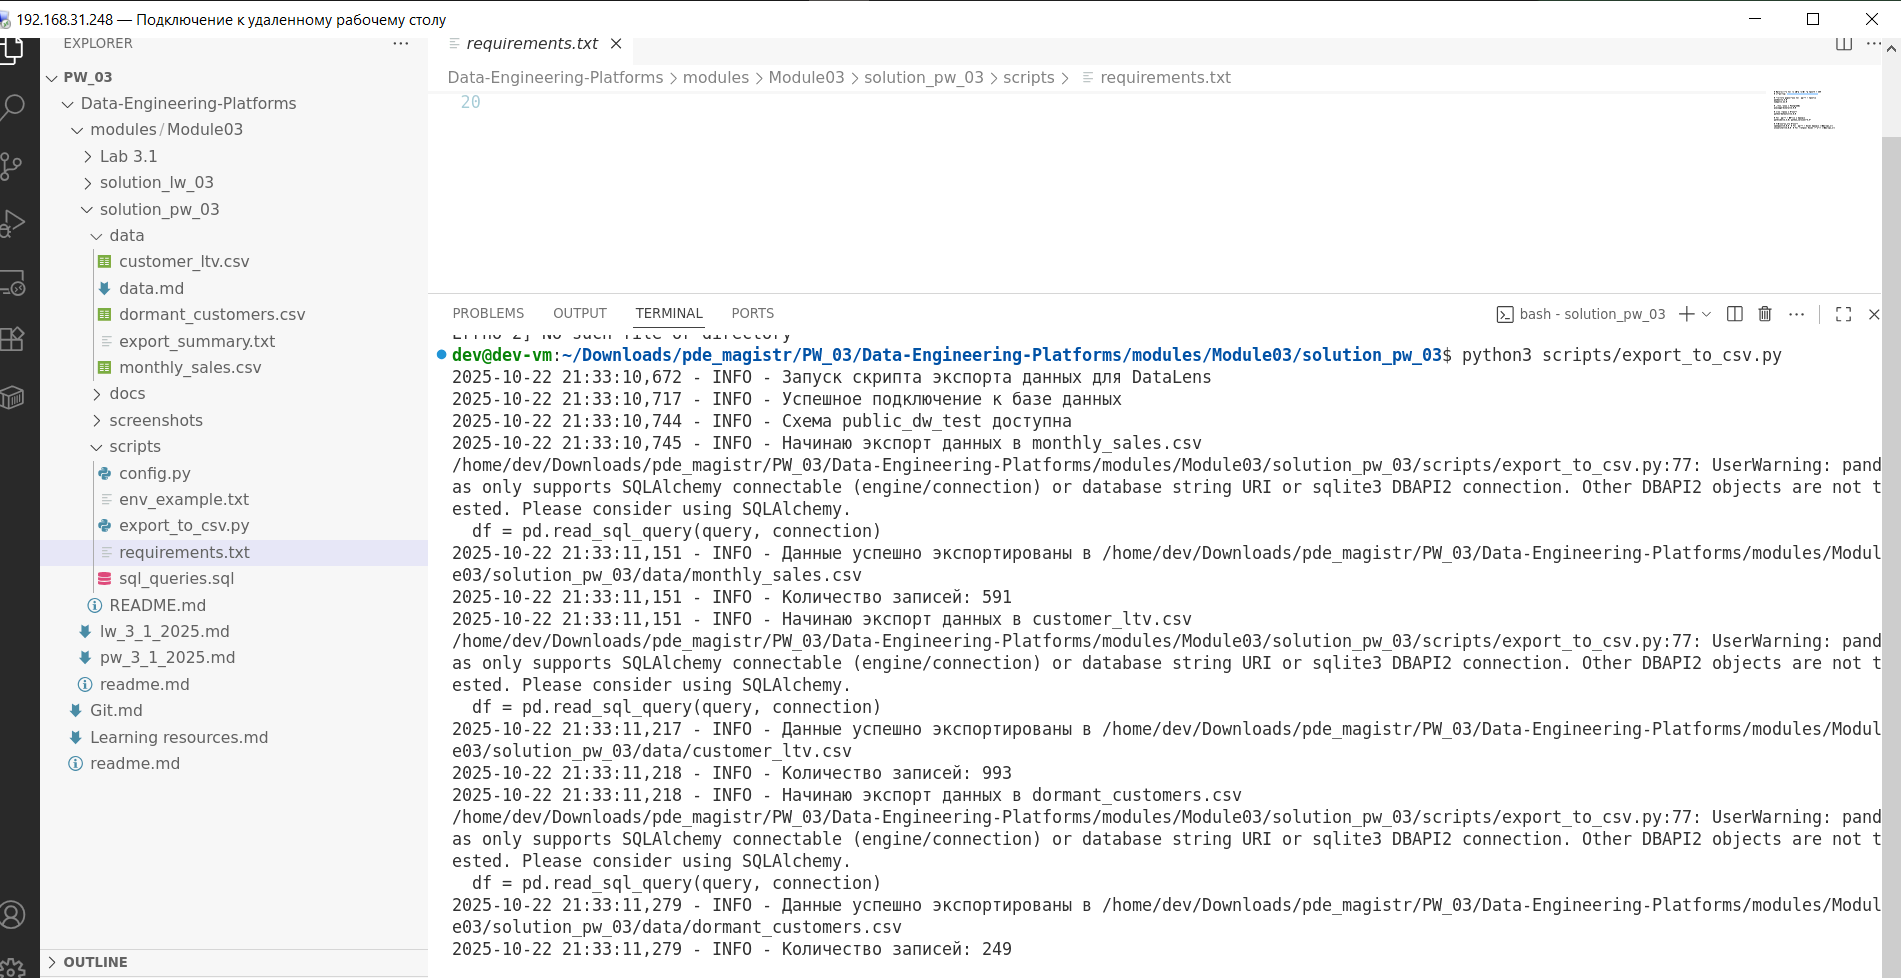 192.168.31.248 — Подключение к удаленному рабочему столу
EXPLORER
PW_03
Data-Engineering-Platforms
modules / Module03
Lab 3.1
solution_lw_03
solution_pw_03
data
customer_ltv.csv
data.md
dormant_customers.csv
export_summary.txt
monthly_sales.csv
docs
screenshots
scripts
config.py
env_example.txt
export_to_csv.py
requirements.txt
sql_queries.sql
README.md
lw_3_1_2025.md
pw_3_1_2025.md
readme.md
Git.md
Learning resources.md
readme.md
OUTLINE
requirements.txt
Data-Engineering-Platforms > modules > Module03 > solution_pw_03 > scripts > requirements.txt
20
PROBLEMS OUTPUT TERMINAL PORTS
bash - solution_pw_03
Errno 2] No such file or directory
dev@dev-vm:~/Downloads/pde_magistr/PW_03/Data-Engineering-Platforms/modules/Module03/solution_pw_03$ python3 scripts/export_to_csv.py
2025-10-22 21:33:10,672 - INFO - Запуск скрипта экспорта данных для DataLens
2025-10-22 21:33:10,717 - INFO - Успешное подключение к базе данных
2025-10-22 21:33:10,744 - INFO - Схема public_dw_test доступна
2025-10-22 21:33:10,745 - INFO - Начинаю экспорт данных в monthly_sales.csv
/home/dev/Downloads/pde_magistr/PW_03/Data-Engineering-Platforms/modules/Module03/solution_pw_03/scripts/export_to_csv.py:77: UserWarning: pand
as only supports SQLAlchemy connectable (engine/connection) or database string URI or sqlite3 DBAPI2 connection. Other DBAPI2 objects are not t
ested. Please consider using SQLAlchemy.
df = pd.read_sql_query(query, connection)
2025-10-22 21:33:11,151 - INFO - Данные успешно экспортированы в /home/dev/Downloads/pde_magistr/PW_03/Data-Engineering-Platforms/modules/Modul
e03/solution_pw_03/data/monthly_sales.csv
2025-10-22 21:33:11,151 - INFO - Количество записей: 591
2025-10-22 21:33:11,151 - INFO - Начинаю экспорт данных в customer_ltv.csv
/home/dev/Downloads/pde_magistr/PW_03/Data-Engineering-Platforms/modules/Module03/solution_pw_03/scripts/export_to_csv.py:77: UserWarning: pand
as only supports SQLAlchemy connectable (engine/connection) or database string URI or sqlite3 DBAPI2 connection. Other DBAPI2 objects are not t
ested. Please consider using SQLAlchemy.
df = pd.read_sql_query(query, connection)
2025-10-22 21:33:11,217 - INFO - Данные успешно экспортированы в /home/dev/Downloads/pde_magistr/PW_03/Data-Engineering-Platforms/modules/Modul
e03/solution_pw_03/data/customer_ltv.csv
2025-10-22 21:33:11,218 - INFO - Количество записей: 993
2025-10-22 21:33:11,218 - INFO - Начинаю экспорт данных в dormant_customers.csv
/home/dev/Downloads/pde_magistr/PW_03/Data-Engineering-Platforms/modules/Module03/solution_pw_03/scripts/export_to_csv.py:77: UserWarning: pand
as only supports SQLAlchemy connectable (engine/connection) or database string URI or sqlite3 DBAPI2 connection. Other DBAPI2 objects are not t
ested. Please consider using SQLAlchemy.
df = pd.read_sql_query(query, connection)
2025-10-22 21:33:11,279 - INFO - Данные успешно экспортированы в /home/dev/Downloads/pde_magistr/PW_03/Data-Engineering-Platforms/modules/Modul
e03/solution_pw_03/data/dormant_customers.csv
2025-10-22 21:33:11,279 - INFO - Количество записей: 249